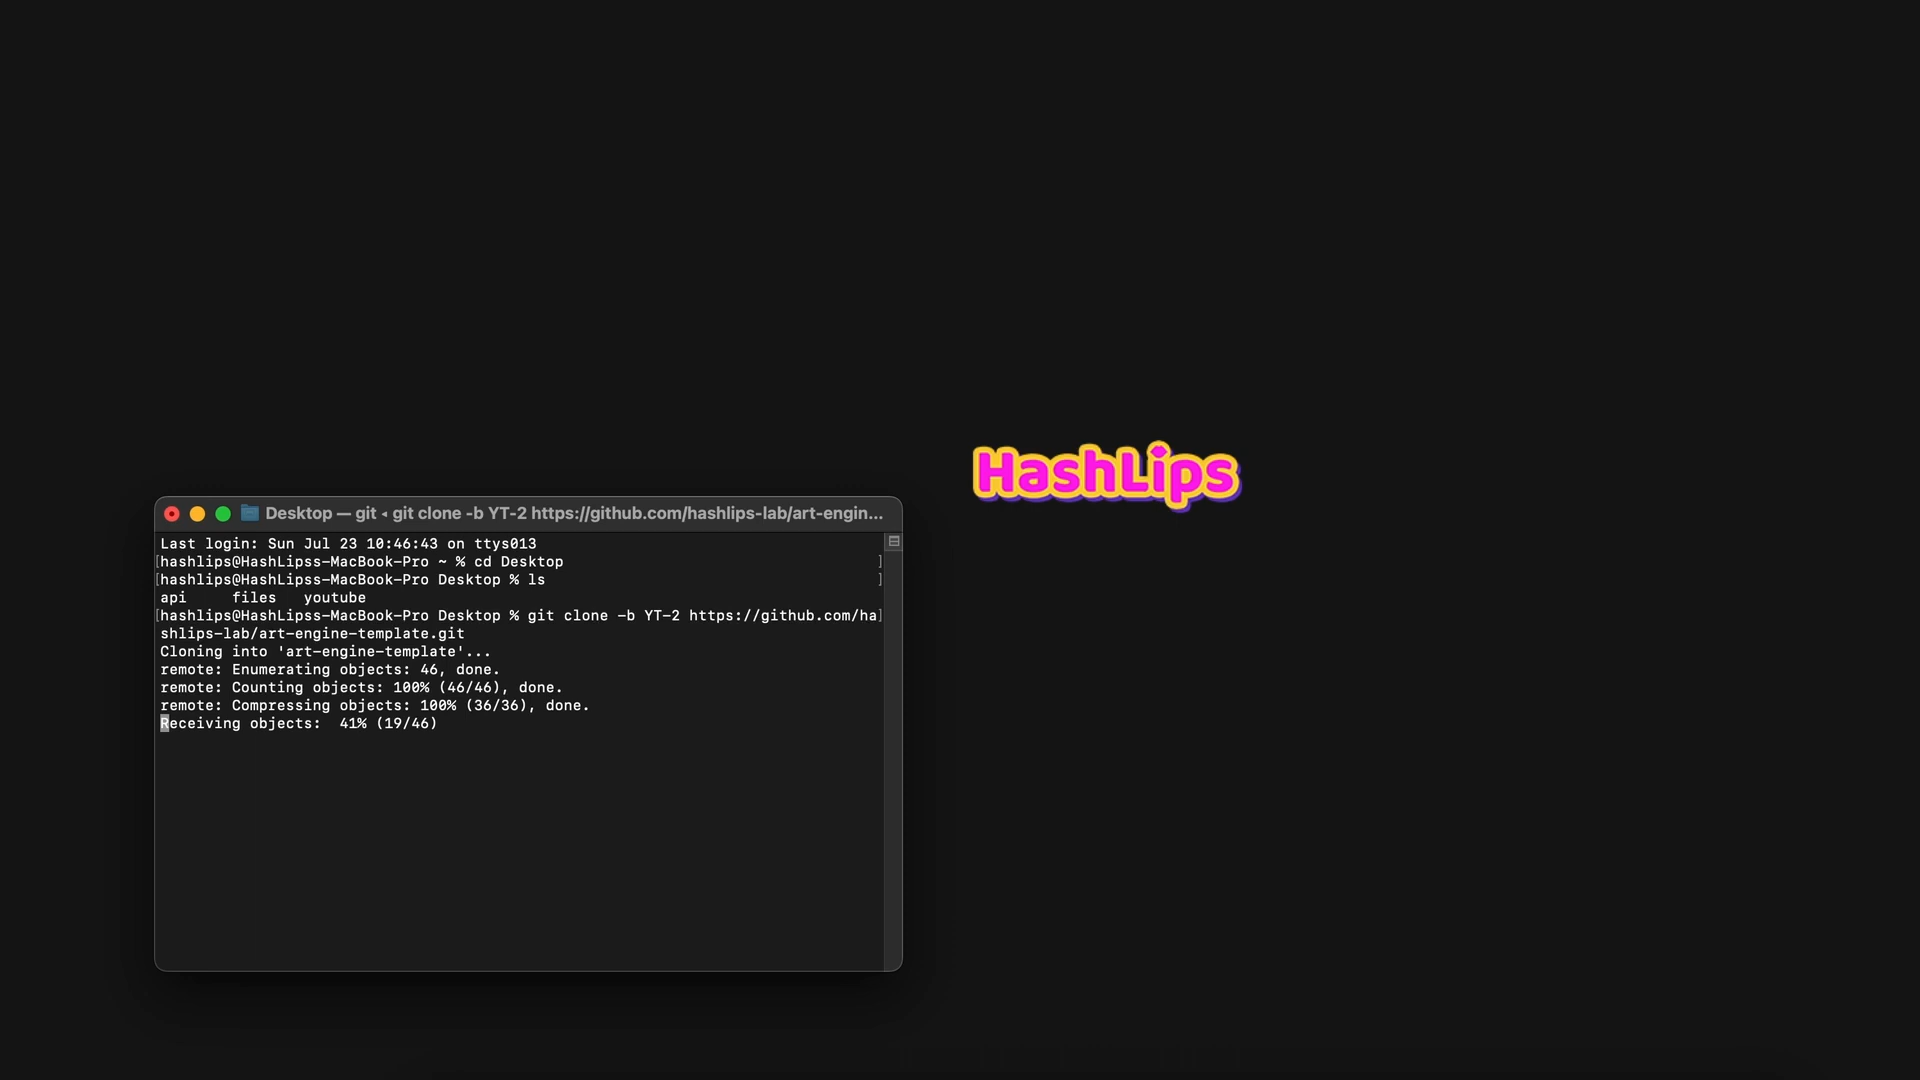 HashLips
Desktop — git ◂ git clone -b YT-2 https://github.com/hashlips-lab/art-engin...
Last login: Sun Jul 23 10:46:43 on ttys013
[hashlips@HashLipss-MacBook-Pro ~ % cd Desktop ]
[hashlips@HashLipss-MacBook-Pro Desktop % ls ]
api files youtube
[hashlips@HashLipss-MacBook-Pro Desktop % git clone -b YT-2 https://github.com/ha]
shlips-lab/art-engine-template.git
Cloning into 'art-engine-template'...
remote: Enumerating objects: 46, done.
remote: Counting objects: 100% (46/46), done.
remote: Compressing objects: 100% (36/36), done.
Receiving objects: 41% (19/46)